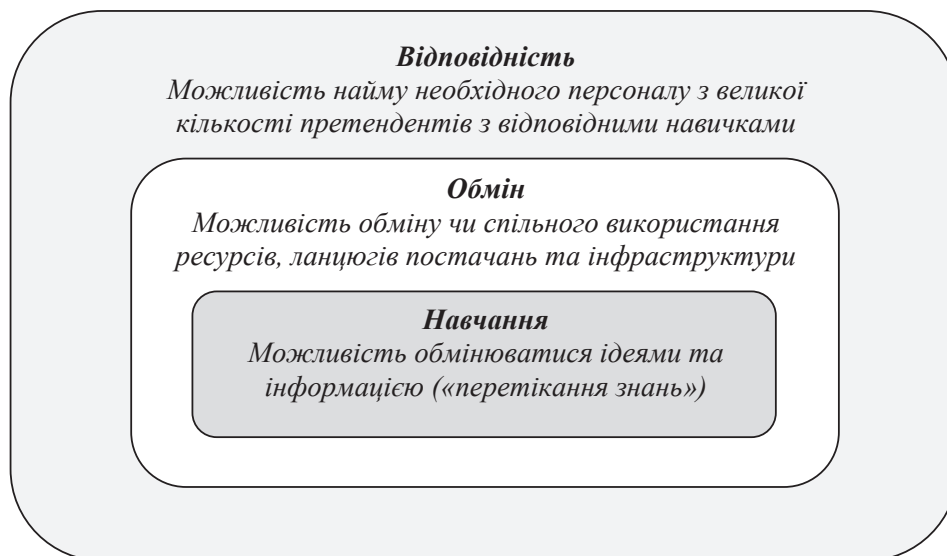 Відповідність
Можливість найму необхідного персоналу з великої
кількості претендентів з відповідними навичками
Обмін
Можливість обміну чи спільного використання
ресурсів, ланцюгів постачань та інфраструктури
Навчання
Можливість обмінюватися ідеями та
інформацією («перетікання знань»)